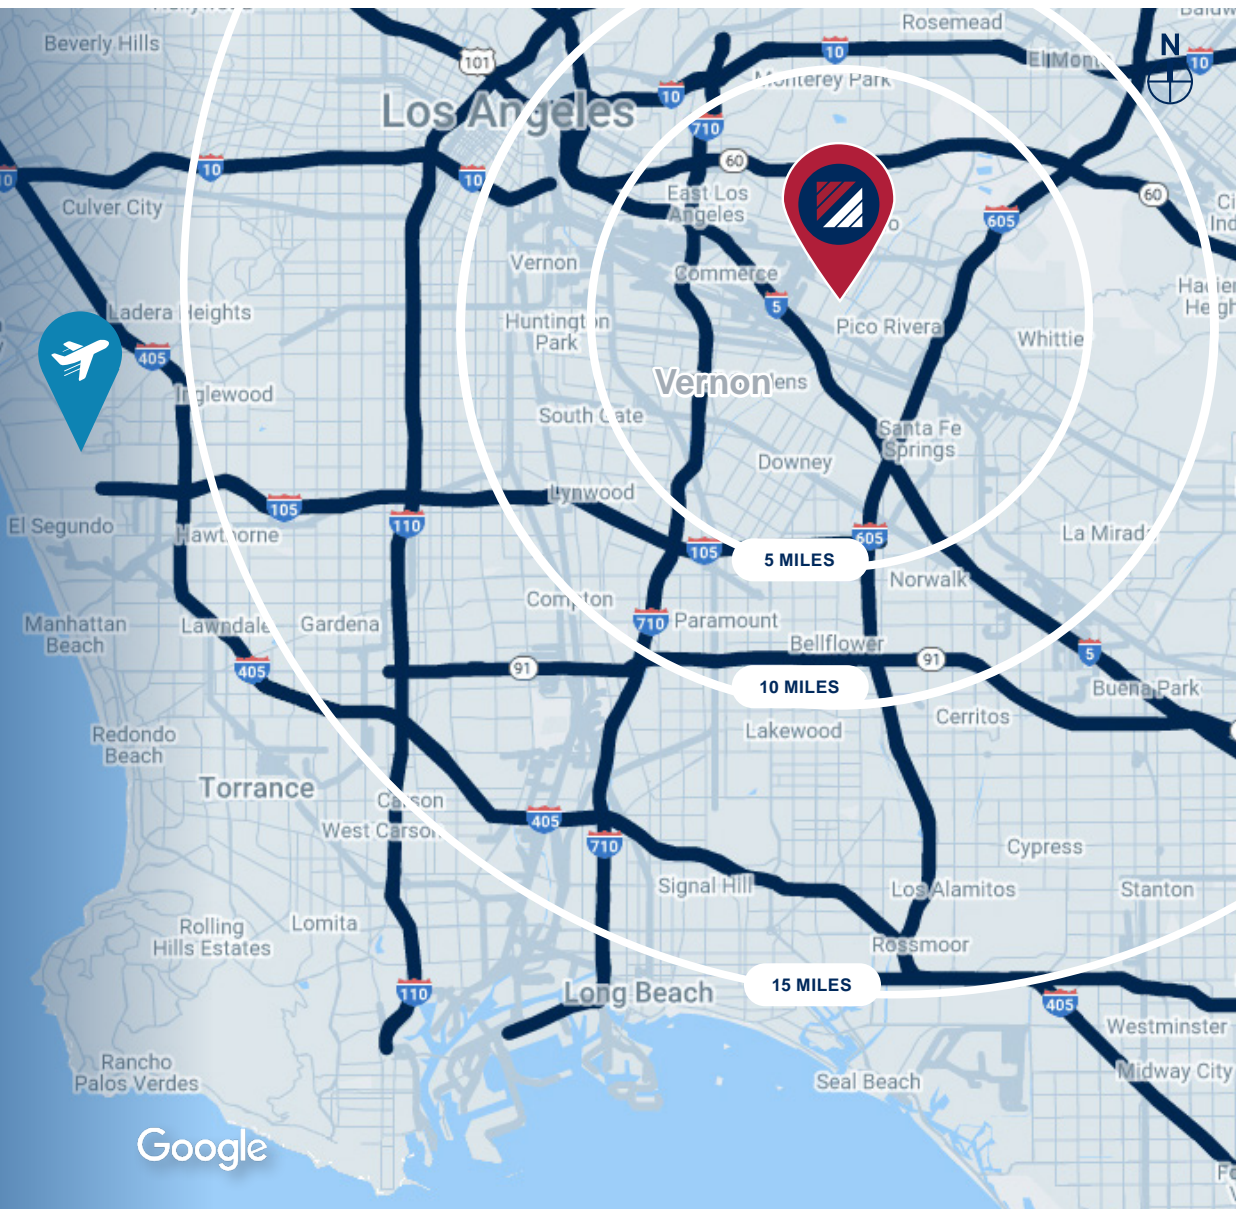 Hollywood
Beverly Hills
101
Rosemead
10
El Monte
N
10
Monterey Park
Los Angeles
10
710
60
10
10
10
60
East Los
Angeles
605
Culver City
Vernon
Commerce
5
Ladera Heights
Huntington
Park
Pico Rivera
Whittie
405
Inglewood
Vernon
South Gate
Santa Fe
Springs
Downey
Lynwood
105
110
El Segundo
Hawthorne
605
La Mirada
105
5 MILES
Norwalk
Compton
710
Paramount
Manhattan
Beach
Lawndale
Gardena
Bellflower
5
405
91
91
10 MILES
Buena Park
Cerritos
Lakewood
Redondo
Beach
Torrance
Carson
West Carson
405
710
Cypress
Signal Hill
Los Alamitos
Stanton
Rolling
Hills Estates
Lomita
Rossmoor
15 MILES
110
Long Beach
405
Westminster
Rancho
Palos Verdes
Seal Beach
Midway City
Google